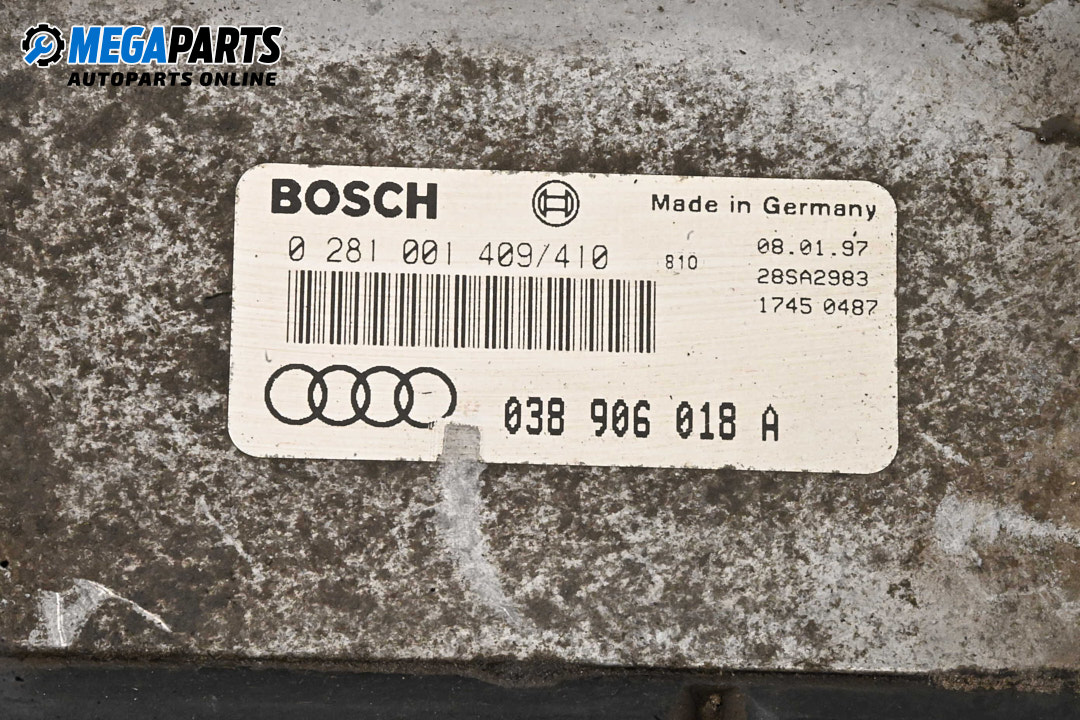 MEGAPARTS
AUTOPARTS ONLINE
BOSCH
Made in Germany
0 281 001 409/410
810
08.01.97
28SA2983
1745 0487
038 906 018 A